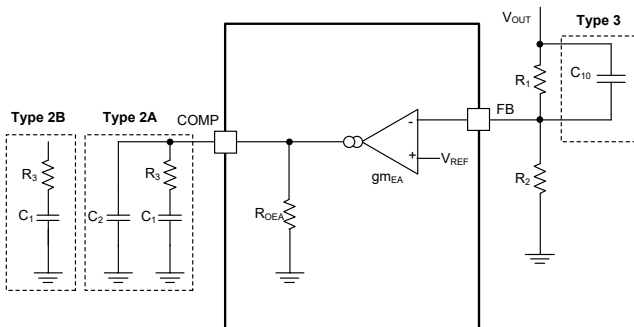 VOUT
Type 3
R1
C10
Type 2B
Type 2A
COMP
FB
R3
C1
C2
R3
C1
-
+
VREF
gmEA
ROEA
R2